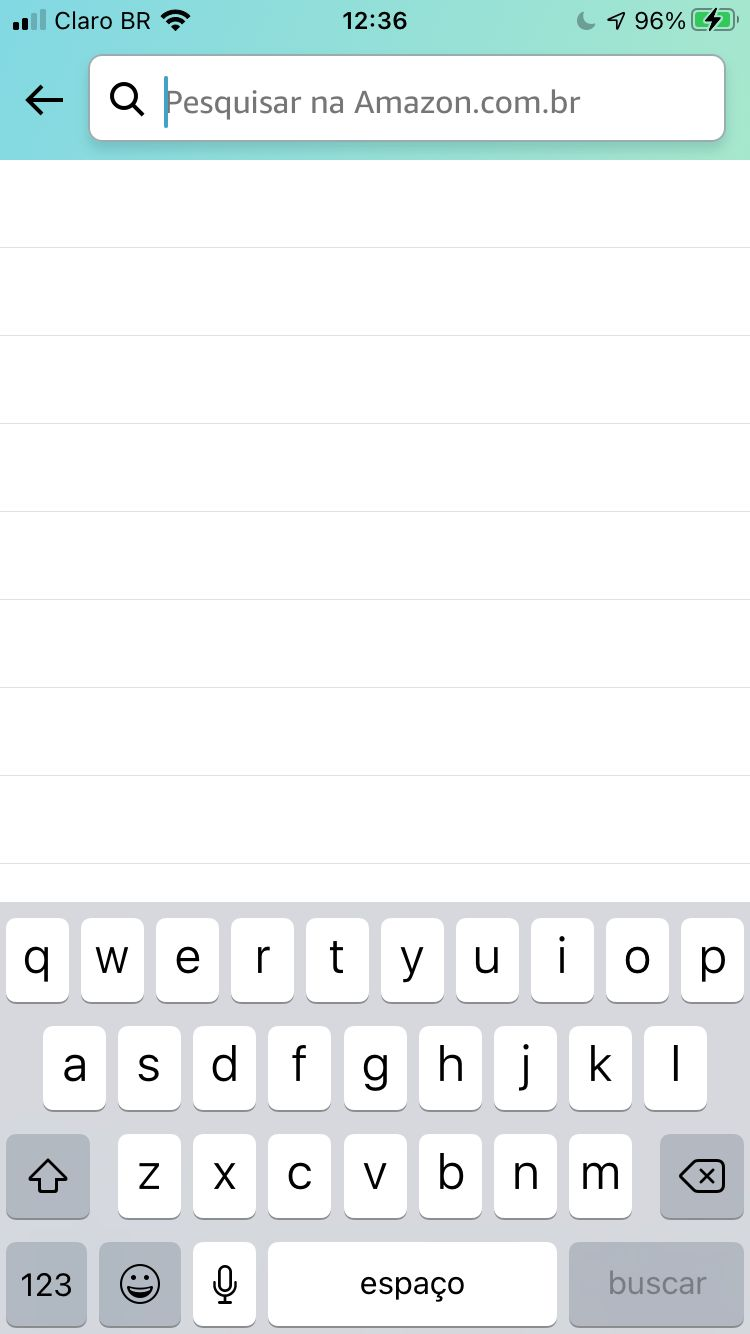 Claro BR 12:36 96%
Pesquisar na Amazon.com.br
q w e r t y u i o p
a s d f g h j k l
z x c v b n m
123 espaço buscar